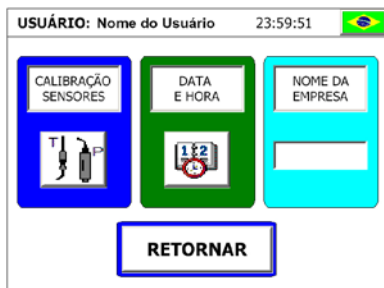 USUÁRIO: Nome do Usuário 23:59:51
CALIBRAÇÃO
SENSORES
DATA
E HORA
NOME DA
EMPRESA
T P
1 2
RETORNAR